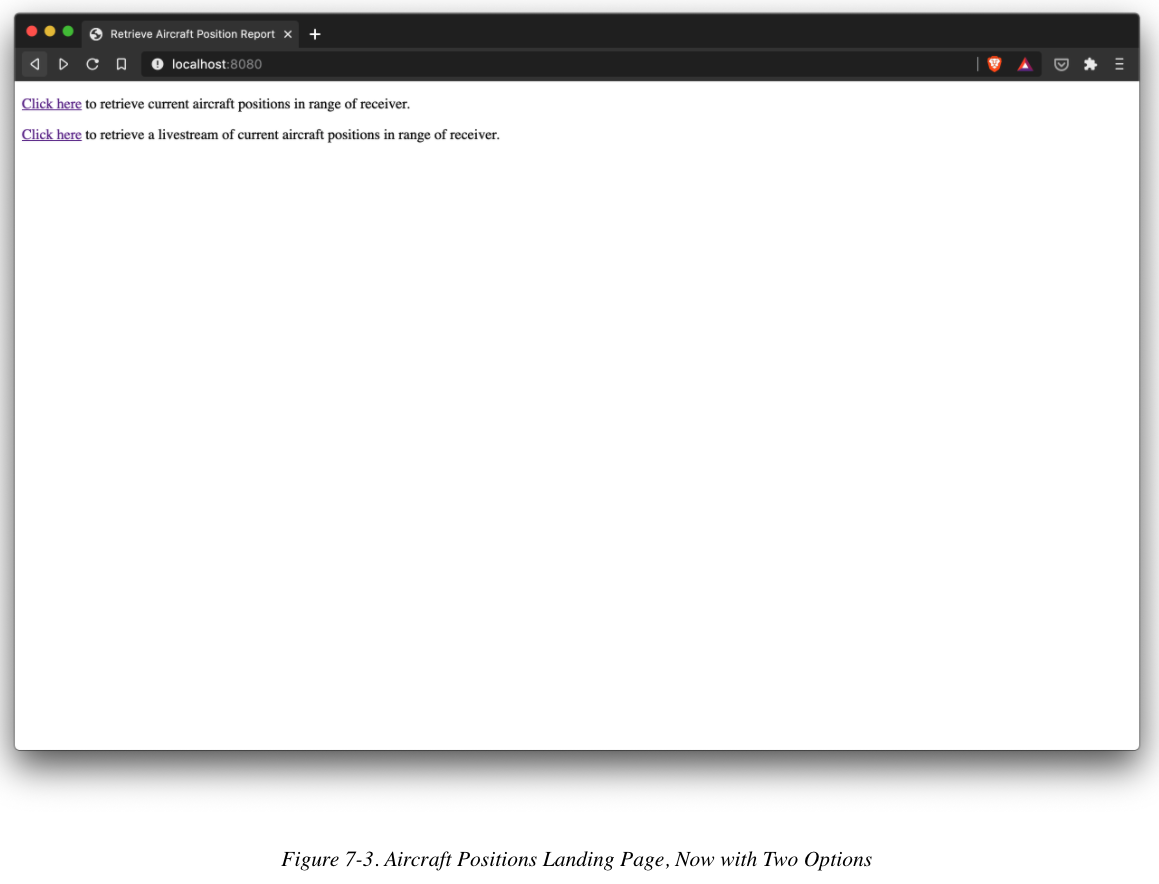 Retrieve Aircraft Position Report
localhost:8080
Click here to retrieve current aircraft positions in range of receiver.
Click here to retrieve a livestream of current aircraft positions in range of receiver.
Figure 7-3. Aircraft Positions Landing Page, Now with Two Options